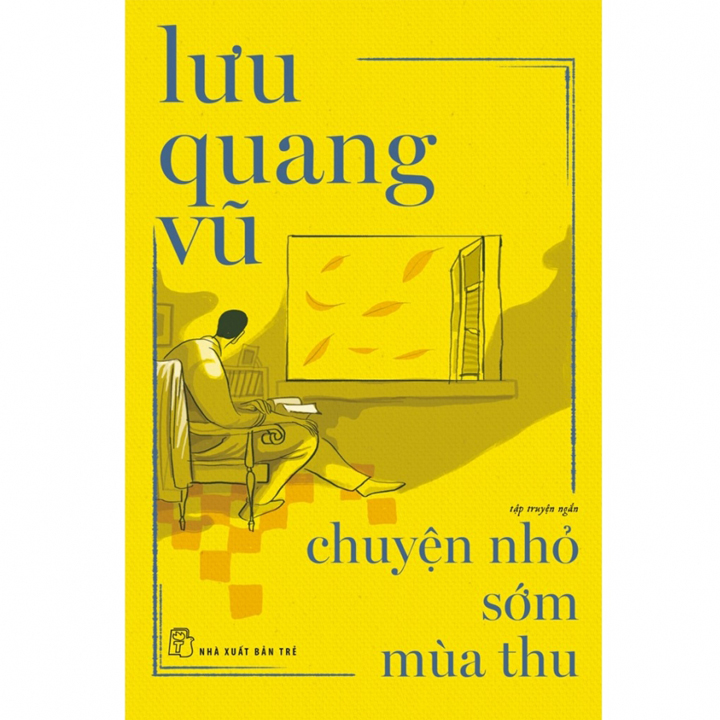 lưu
quang
vũ
tập truyện ngắn
chuyện nhỏ
sớm
mùa thu
NHÀ XUẤT BẢN TRẺ